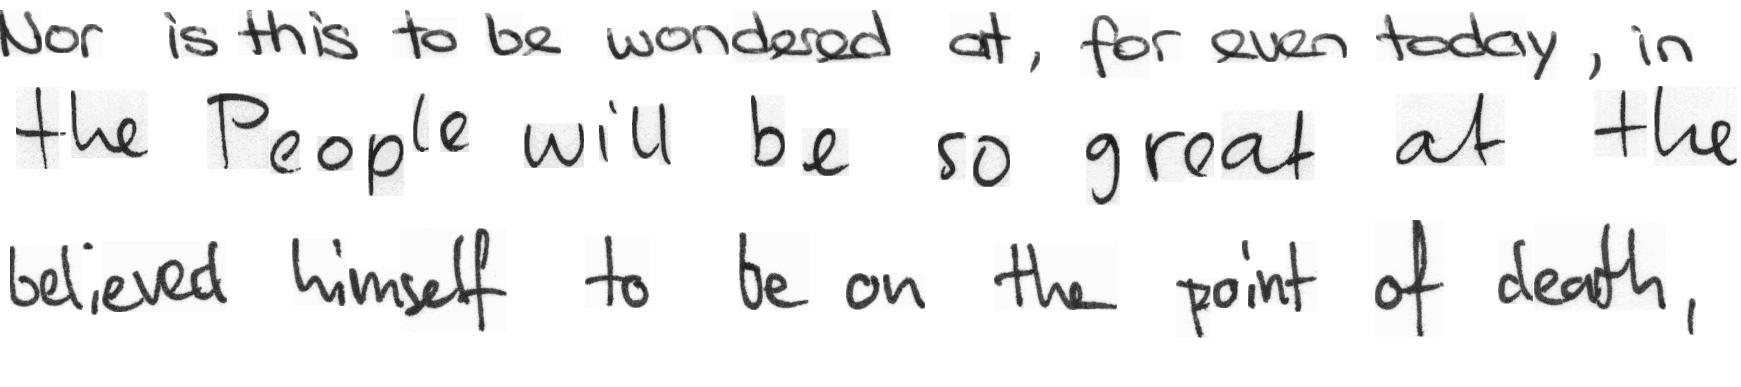 Nor is this to be wondered at, for even today, in
the People will be so great at the
believed himself to be on the point of death,